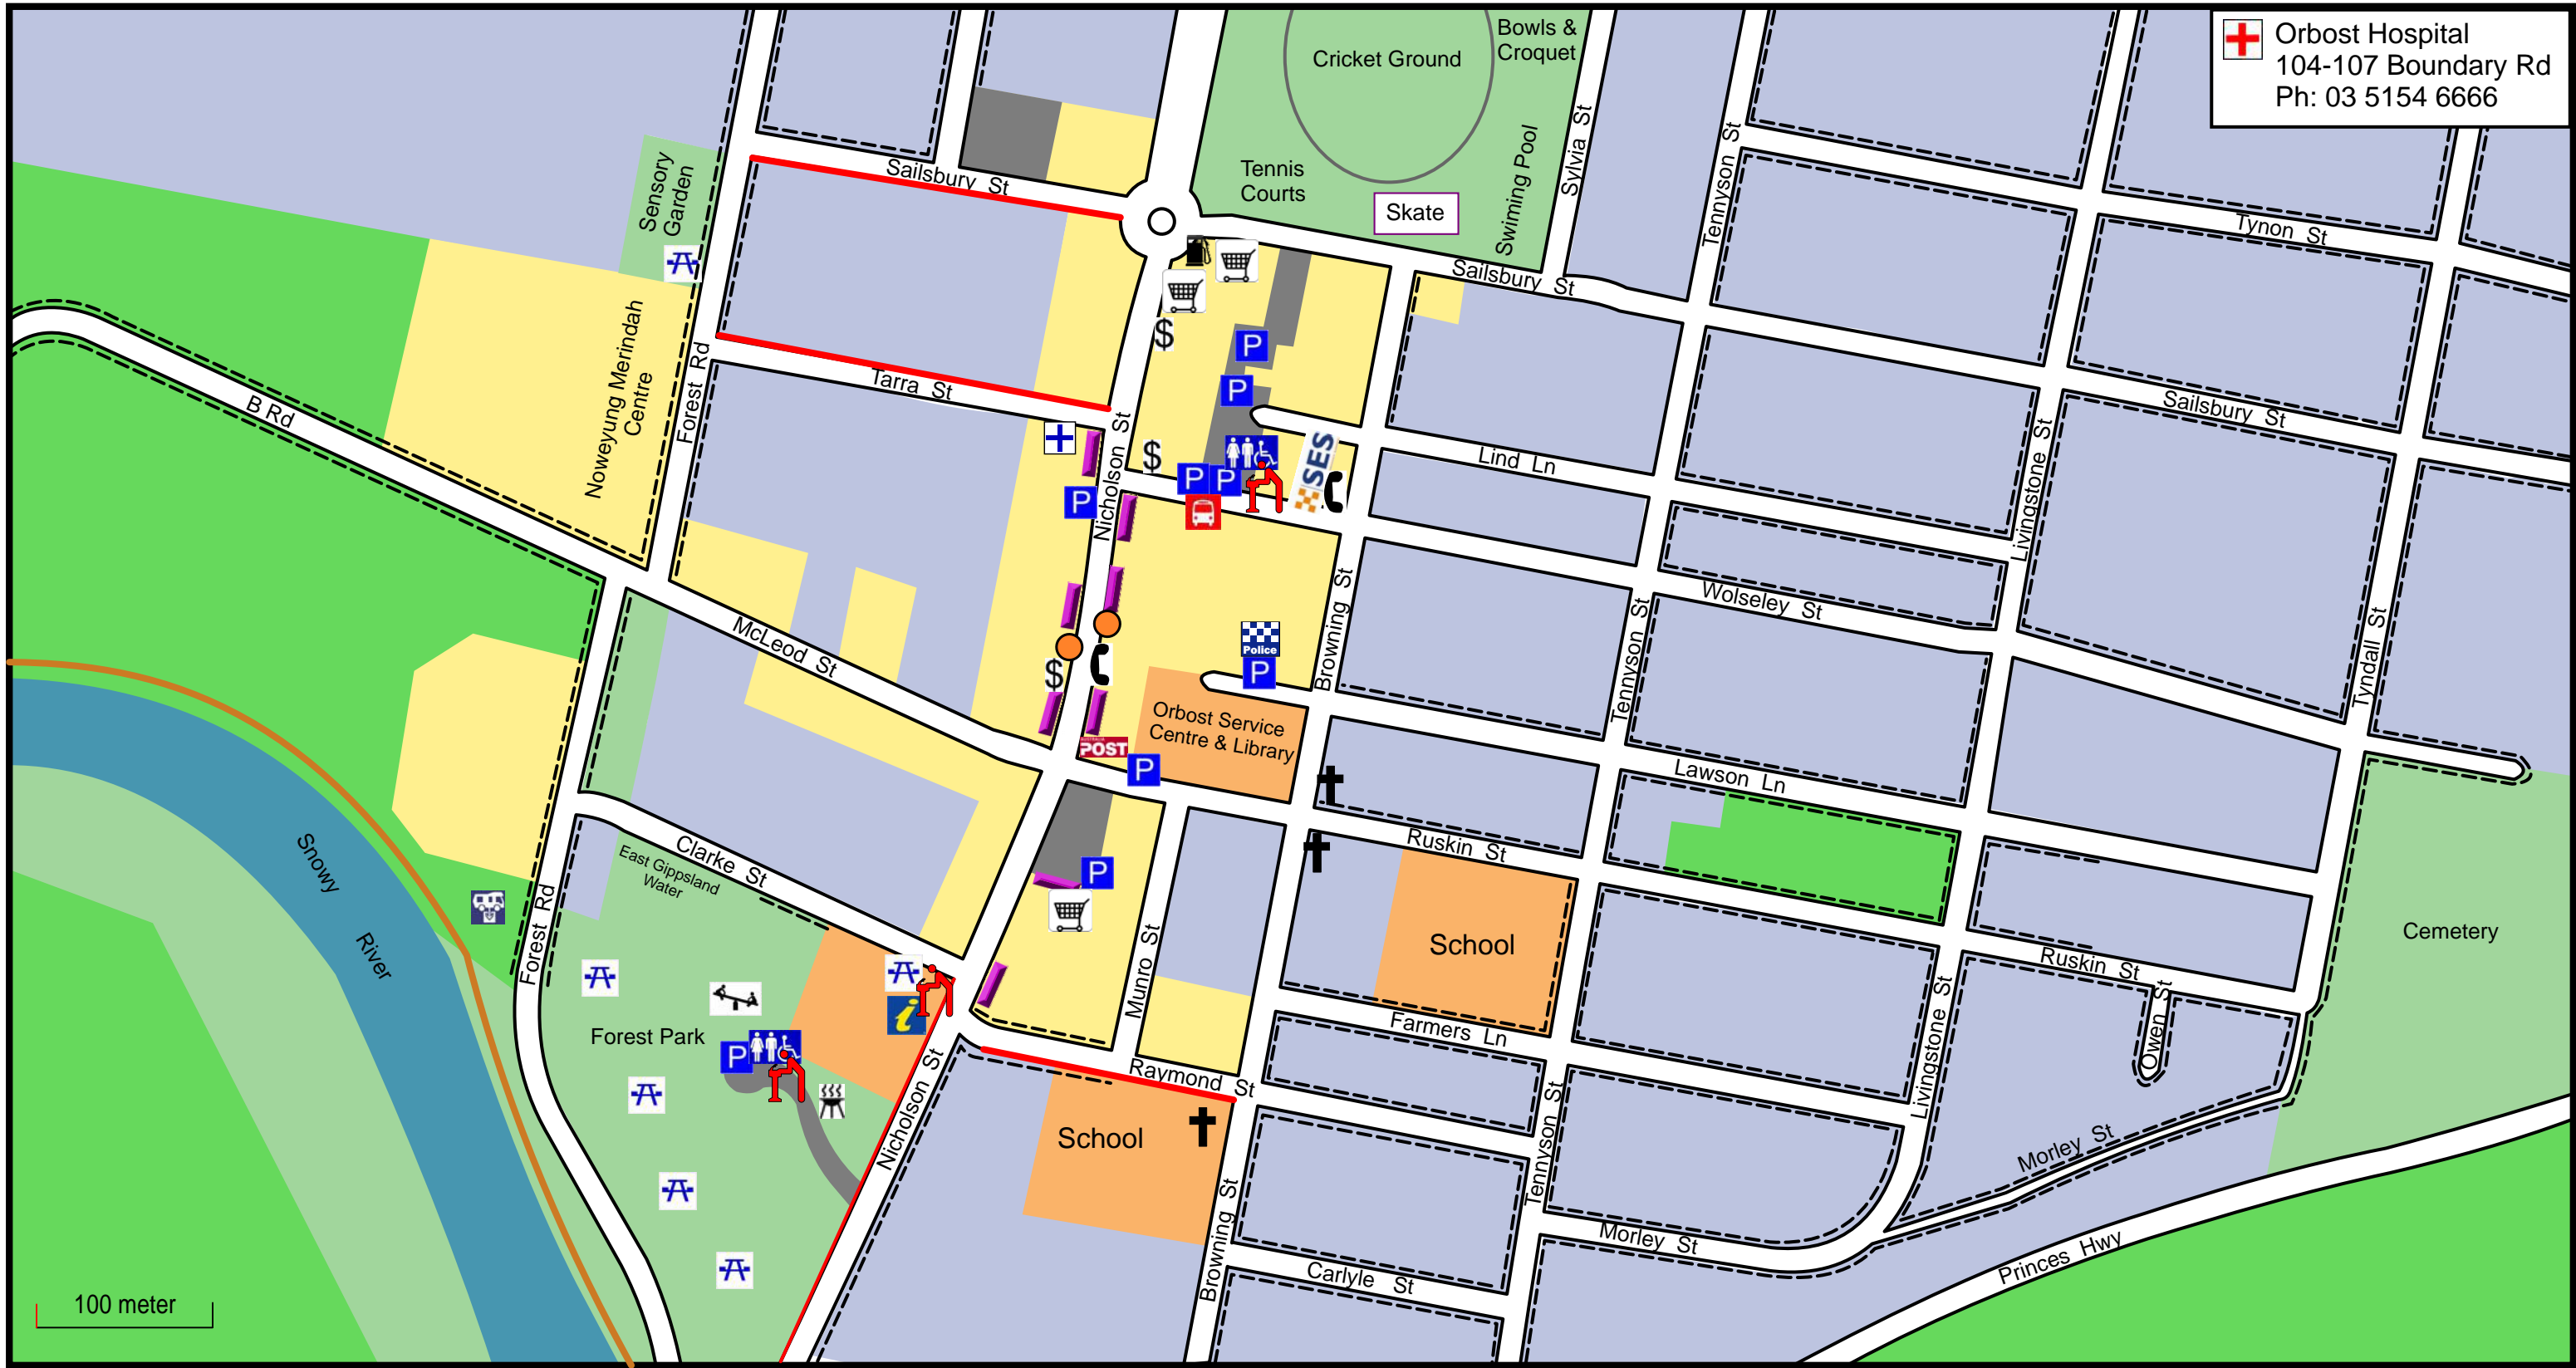 Orbost Hospital
104-107 Boundary Rd
Ph: 03 5154 6666
Bowls &
Croquet
Cricket Ground
Tennis
Courts
Skate
Swiming Pool
Sylvia St
Tennyson St
Tynon St
Sensory
Garden
Sailsbury St
Sailsbury St
Sailsbury St
Noweyung Merindah
Centre
Forest Rd
B Rd
Tarra St
$
$
P
P
P
P
P
SES
Nicholson St
Lind Ln
Livingstone St
Wolseley St
Browning St
Tennyson St
Tyndall St
McLeod St
$
Police
P
Orbost Service
Centre & Library
POST
P
Lawson Ln
Ruskin St
Snowy
River
Clarke St
East Gippsland
Water
Forest Rd
P
School
Cemetery
Ruskin St
Owen St
Munro St
Farmers Ln
Livingstone St
i
Forest Park
P
Nicholson St
Raymond St
School
Tennyson St
Morley St
Morley St
Browning St
Carlyle St
Princes Hwy
100 meter